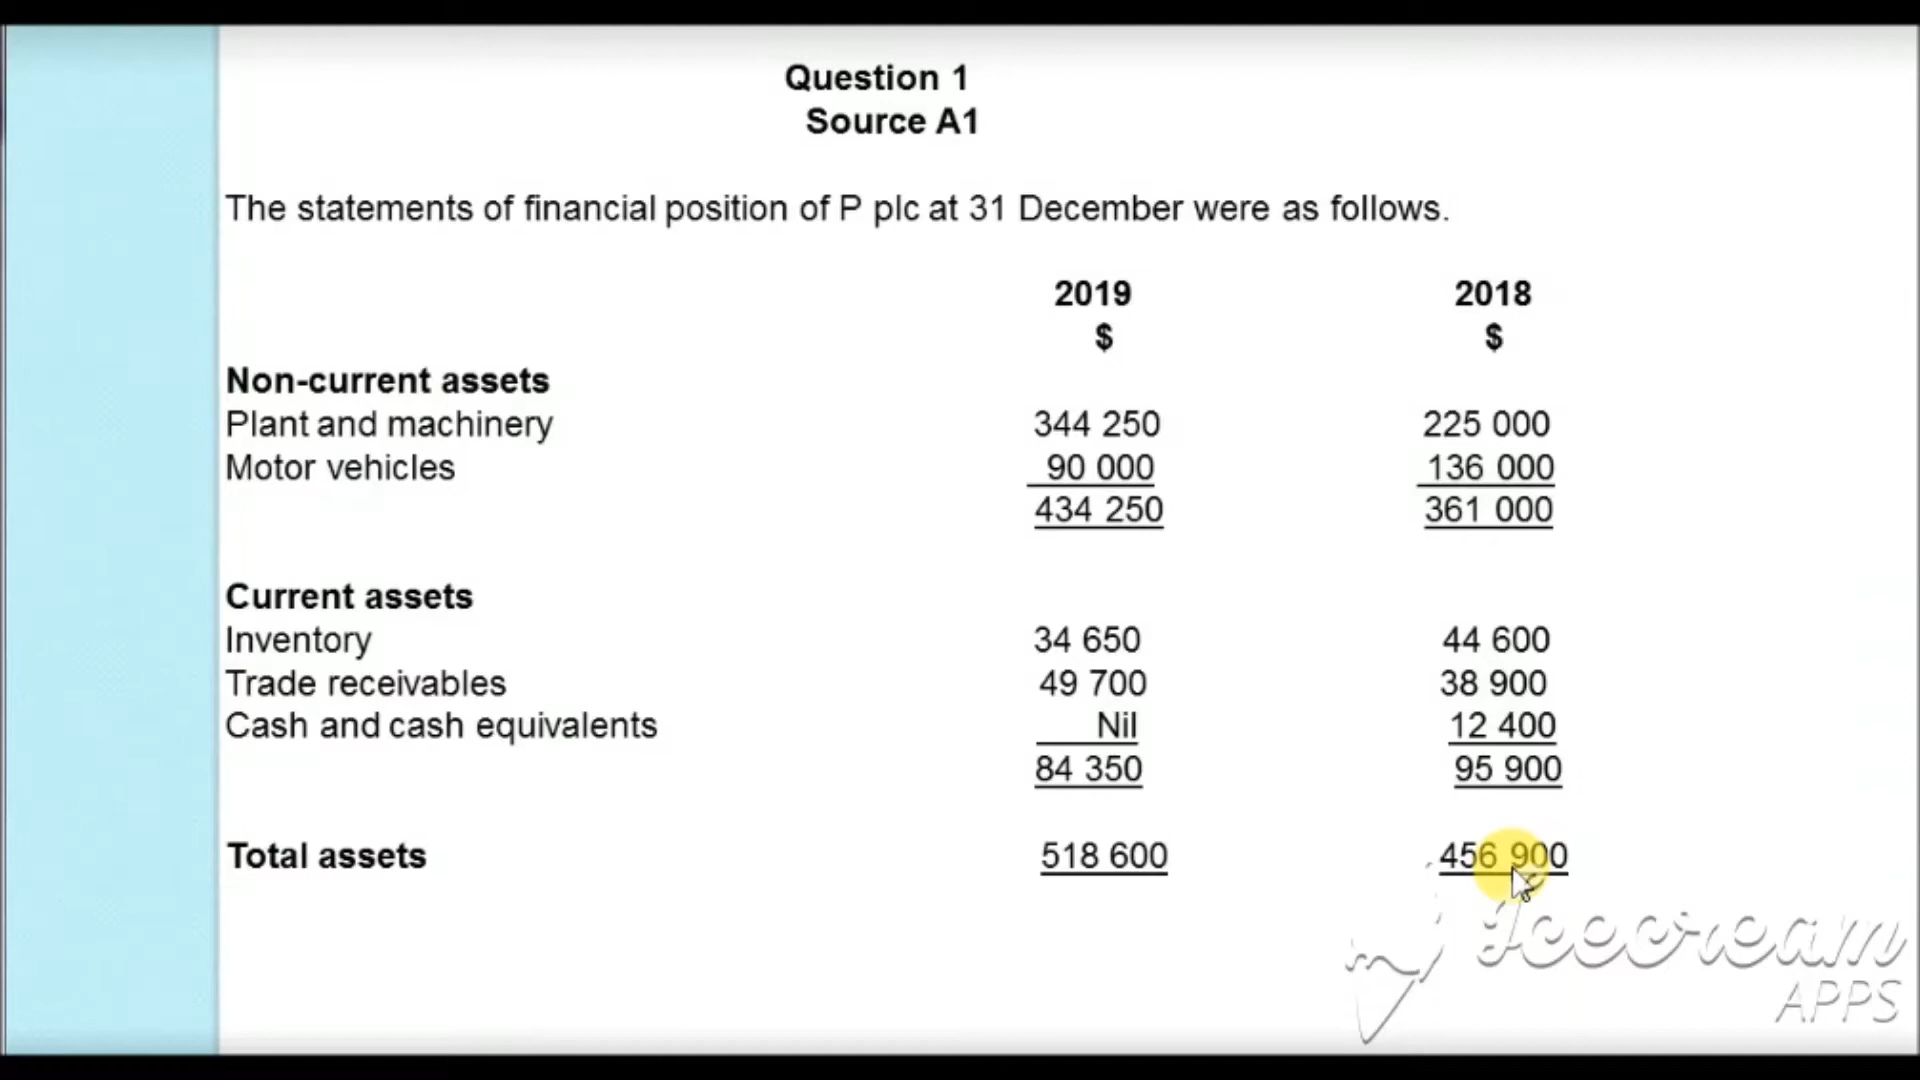 Question 1
Source A1
The statements of financial position of P plc at 31 December were as follows.
2019 2018
$ $
Non-current assets
Plant and machinery 344 250 225 000
Motor vehicles 90 000 136 000
434 250 361 000
Current assets
Inventory 34 650 44 600
Trade receivables 49 700 38 900
Cash and cash equivalents Nil 12 400
84 350 95 900
Total assets 518 600 456 900
Icecream
APPS